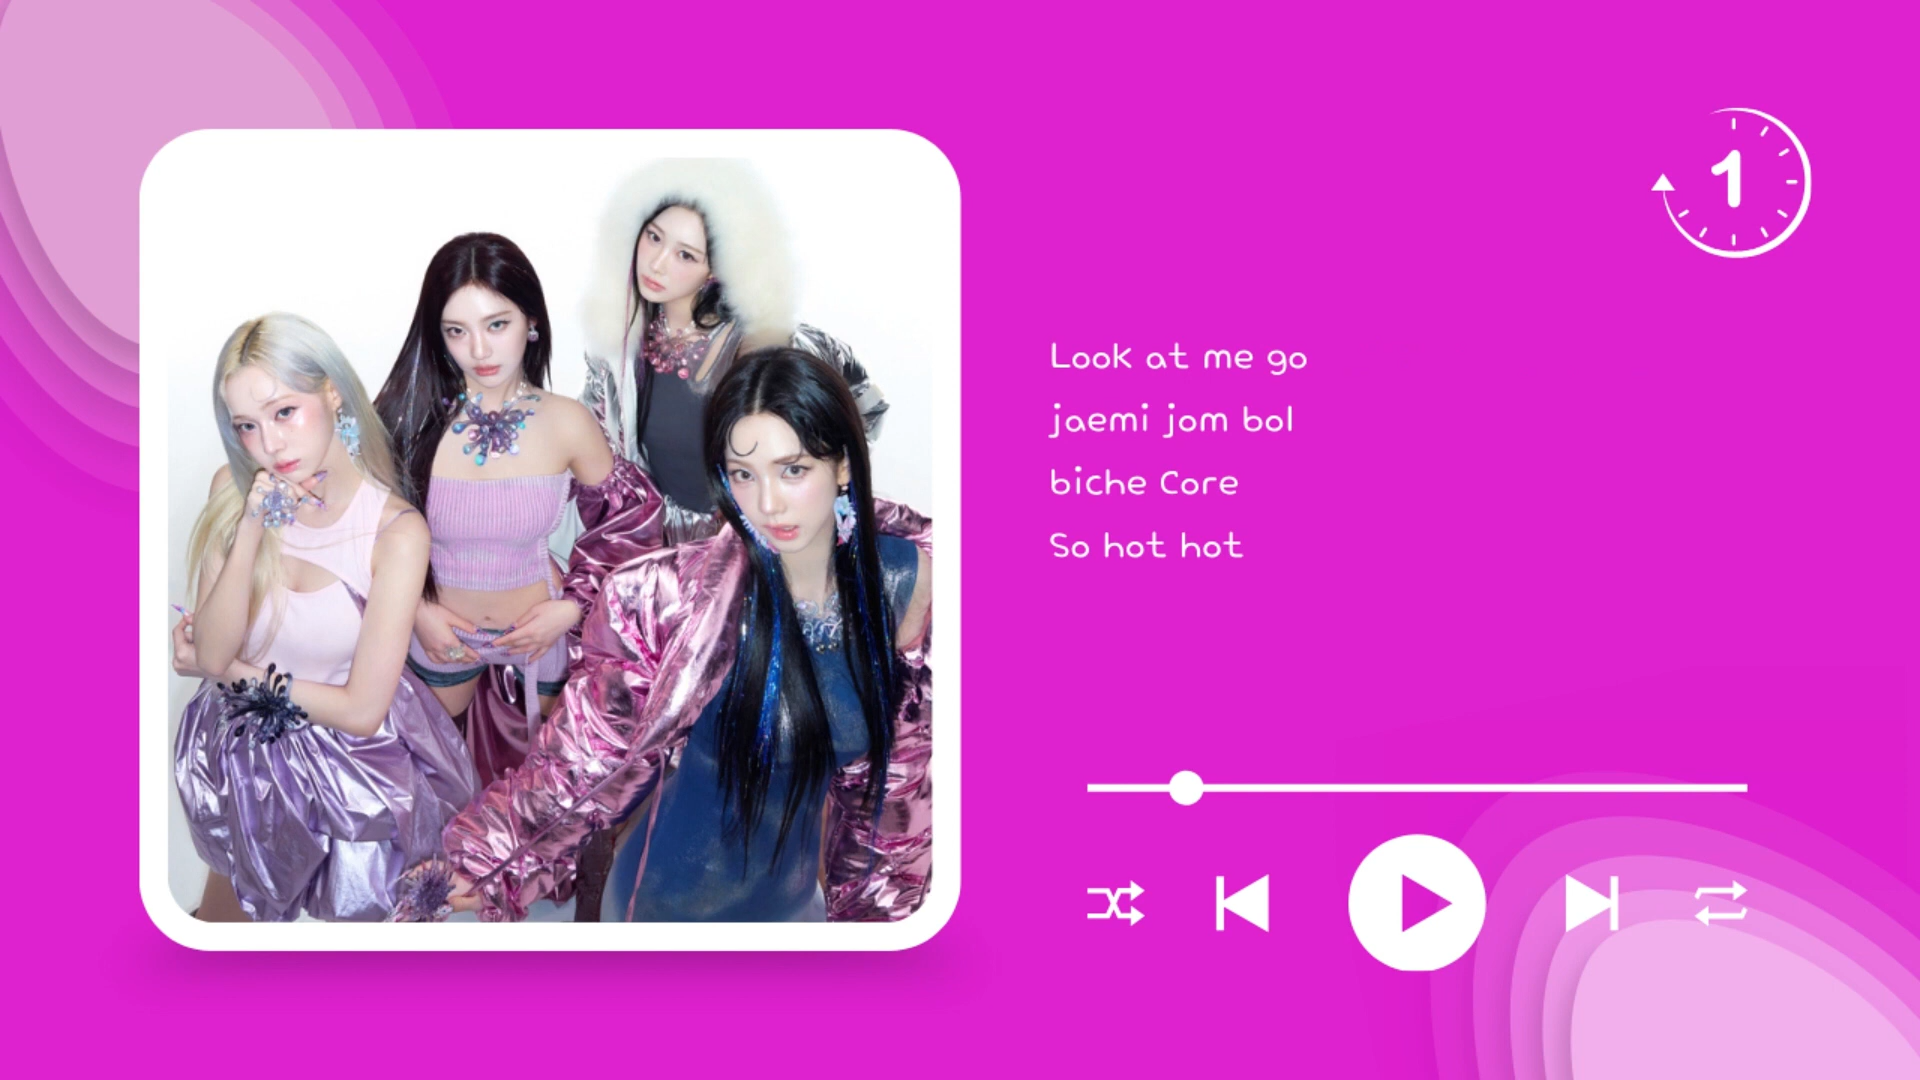 1
Look at me go
jaemi jom bol
biche Core
So hot hot